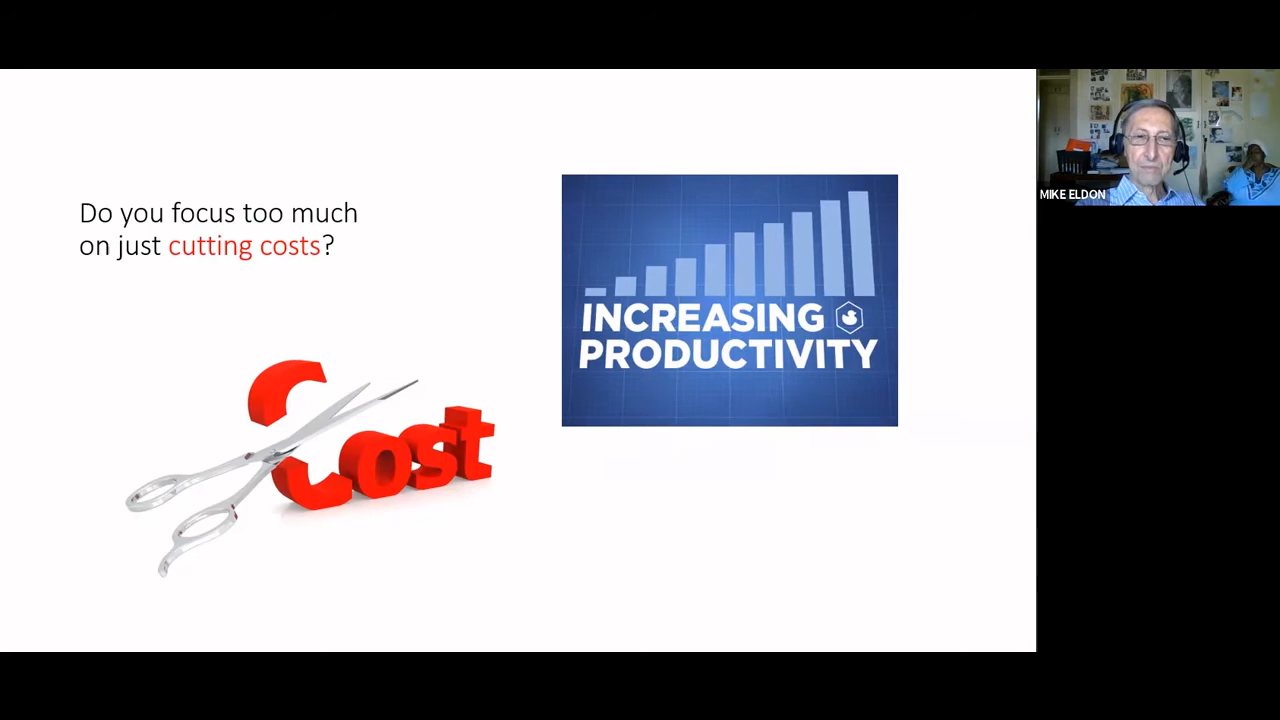 Do you focus too much
on just cutting costs?
Cost
INCREASING
PRODUCTIVITY
MIKE ELDON